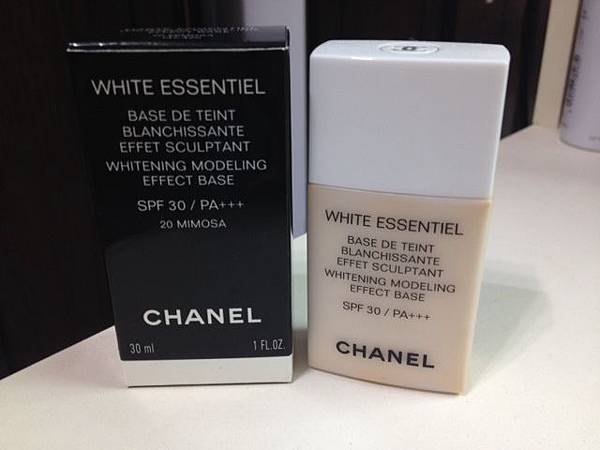 WHITE ESSENTIEL
BASE DE TEINT
BLANCHISSANTE
EFFET SCULPTANT
WHITENING MODELING
EFFECT BASE
SPF 30 / PA+++
20 MIMOSA
CHANEL
30 ml 1 FL.OZ.
WHITE ESSENTIEL
BASE DE TEINT
BLANCHISSANTE
EFFET SCULPTANT
WHITENING MODELING
EFFECT BASE
SPF 30 / PA+++
CHANEL